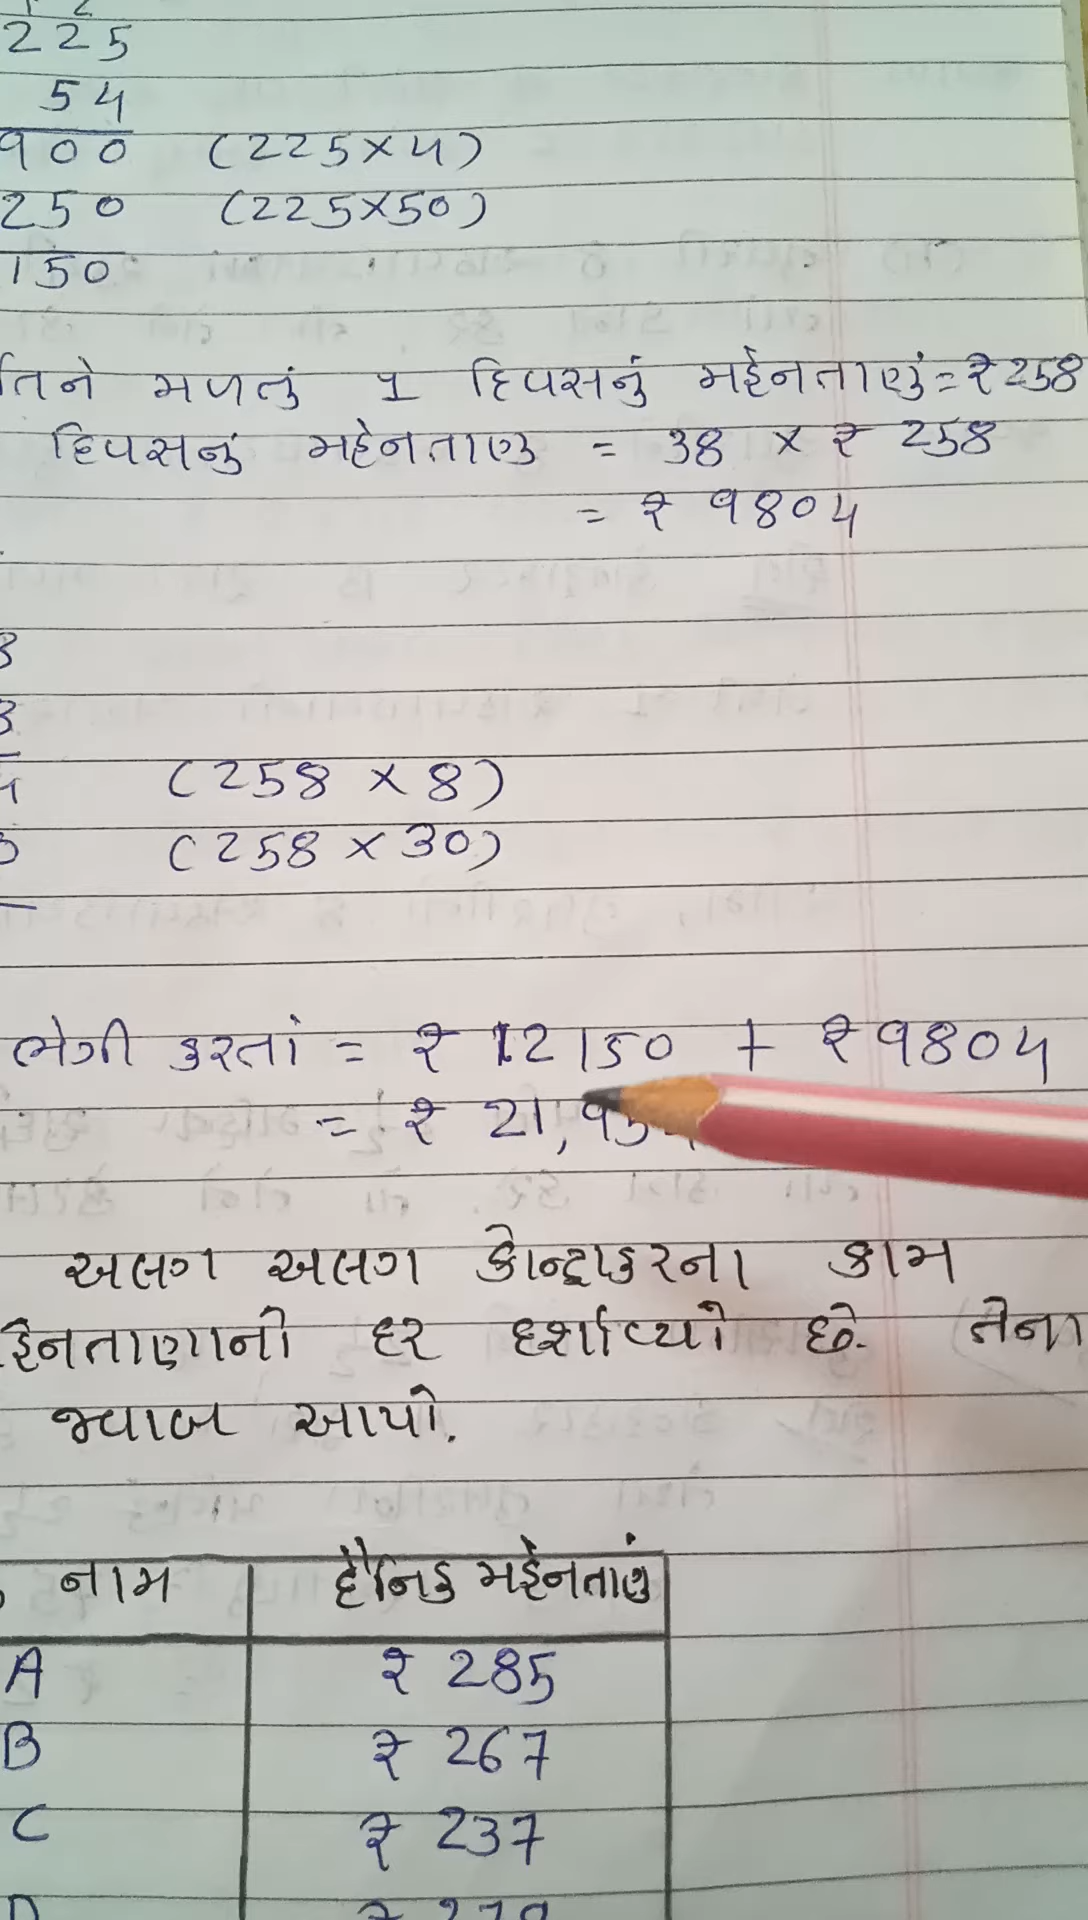 225
54
900 (225×4)
250 (225×50)
150
તિને મળતું 1 દિવસનું મહેનતાણું = ₹ 258
દિવસનું મહેનતાણુ = 38 × ₹ 258
= ₹ 9804
(258 × 8)
(258 × 30)
ભેગી કરતાં = ₹ 12150 + ₹ 9804
= ₹ 21,95
અલગ અલગ કોન્ટ્રાકરના કામ
હેનતાણાનો દર દર્શાવ્યો છે. તેના
જવાબ આપો.
નામ દૈનિક મહેનતાણું
A ₹ 285
B ₹ 267
C ₹ 237
D ₹